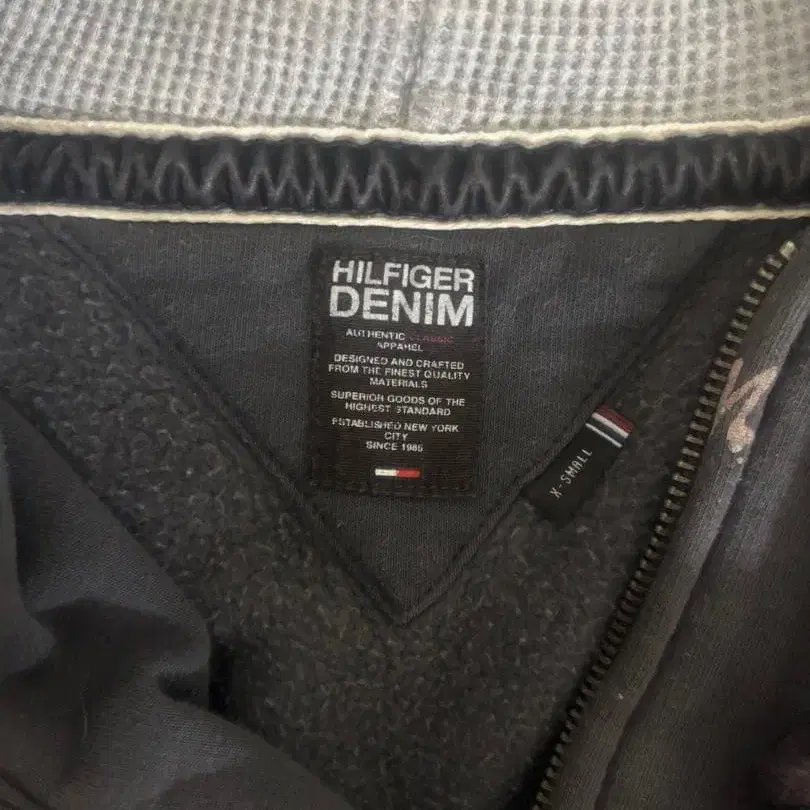 HILFIGER
DENIM
AUTHENTIC CLASSIC
APPAREL
DESIGNED AND CRAFTED
FROM THE FINEST QUALITY
MATERIALS
SUPERIOR GOODS OF THE
HIGHEST STANDARD
ESTABLISHED NEW YORK
CITY
SINCE 1985
X-SMALL